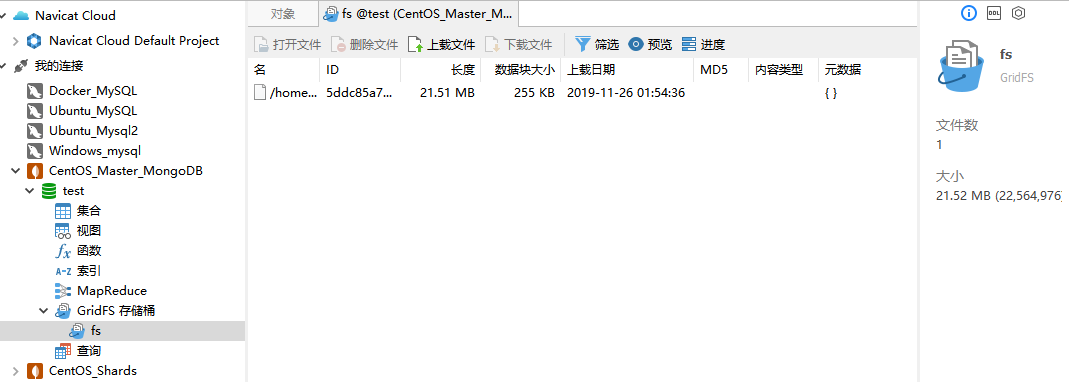 Navicat Cloud
Navicat Cloud Default Project
我的连接
Docker_MySQL
Ubuntu_MySQL
Ubuntu_Mysql2
Windows_mysql
CentOS_Master_MongoDB
test
集合
视图
函数
索引
MapReduce
GridFS 存储桶
fs
查询
CentOS_Shards
对象 fs @test (CentOS_Master_M...
打开文件 删除文件 上载文件 下载文件 筛选 预览 进度
名 ID 长度 数据块大小 上载日期 MD5 内容类型 元数据
/home... 5ddc85a7... 21.51 MB 255 KB 2019-11-26 01:54:36 { }
DDL
fs
GridFS
文件数
1
大小
21.52 MB (22,564,976)